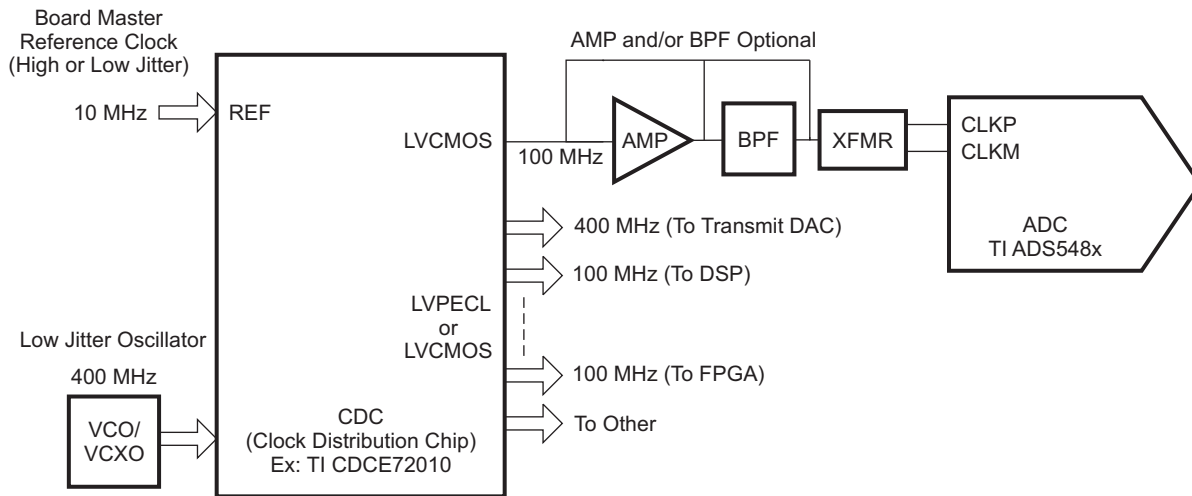 Board Master
Reference Clock
(High or Low Jitter)
10 MHz
REF
AMP and/or BPF Optional
LVCMOS
100 MHz
AMP
BPF
XFMR
CLKP
CLKM
ADC
TI ADS548x
400 MHz (To Transmit DAC)
100 MHz (To DSP)
LVPECL
or
LVCMOS
100 MHz (To FPGA)
To Other
Low Jitter Oscillator
400 MHz
VCO/
VCXO
CDC
(Clock Distribution Chip)
Ex: TI CDCE72010